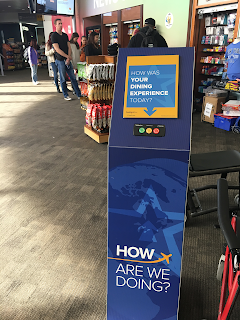 HOW WAS
YOUR
DINING
EXPERIENCE
TODAY?
HOW
ARE WE
DOING?